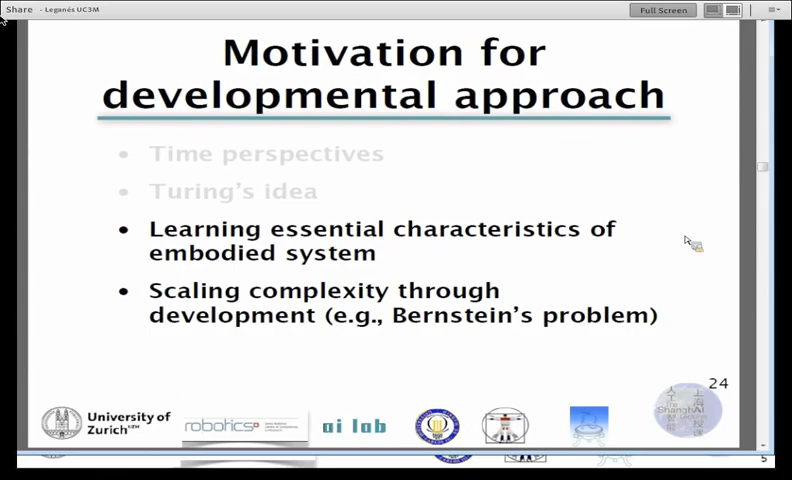 Share - Leganés UC3M
Full Screen
Motivation for
developmental approach
• Time perspectives
• Turing's idea
• Learning essential characteristics of
embodied system
• Scaling complexity through
development (e.g., Bernstein's problem)
24
University of
Zurich
robotics+
ai lab
The
ShanghAI
Lectures
5